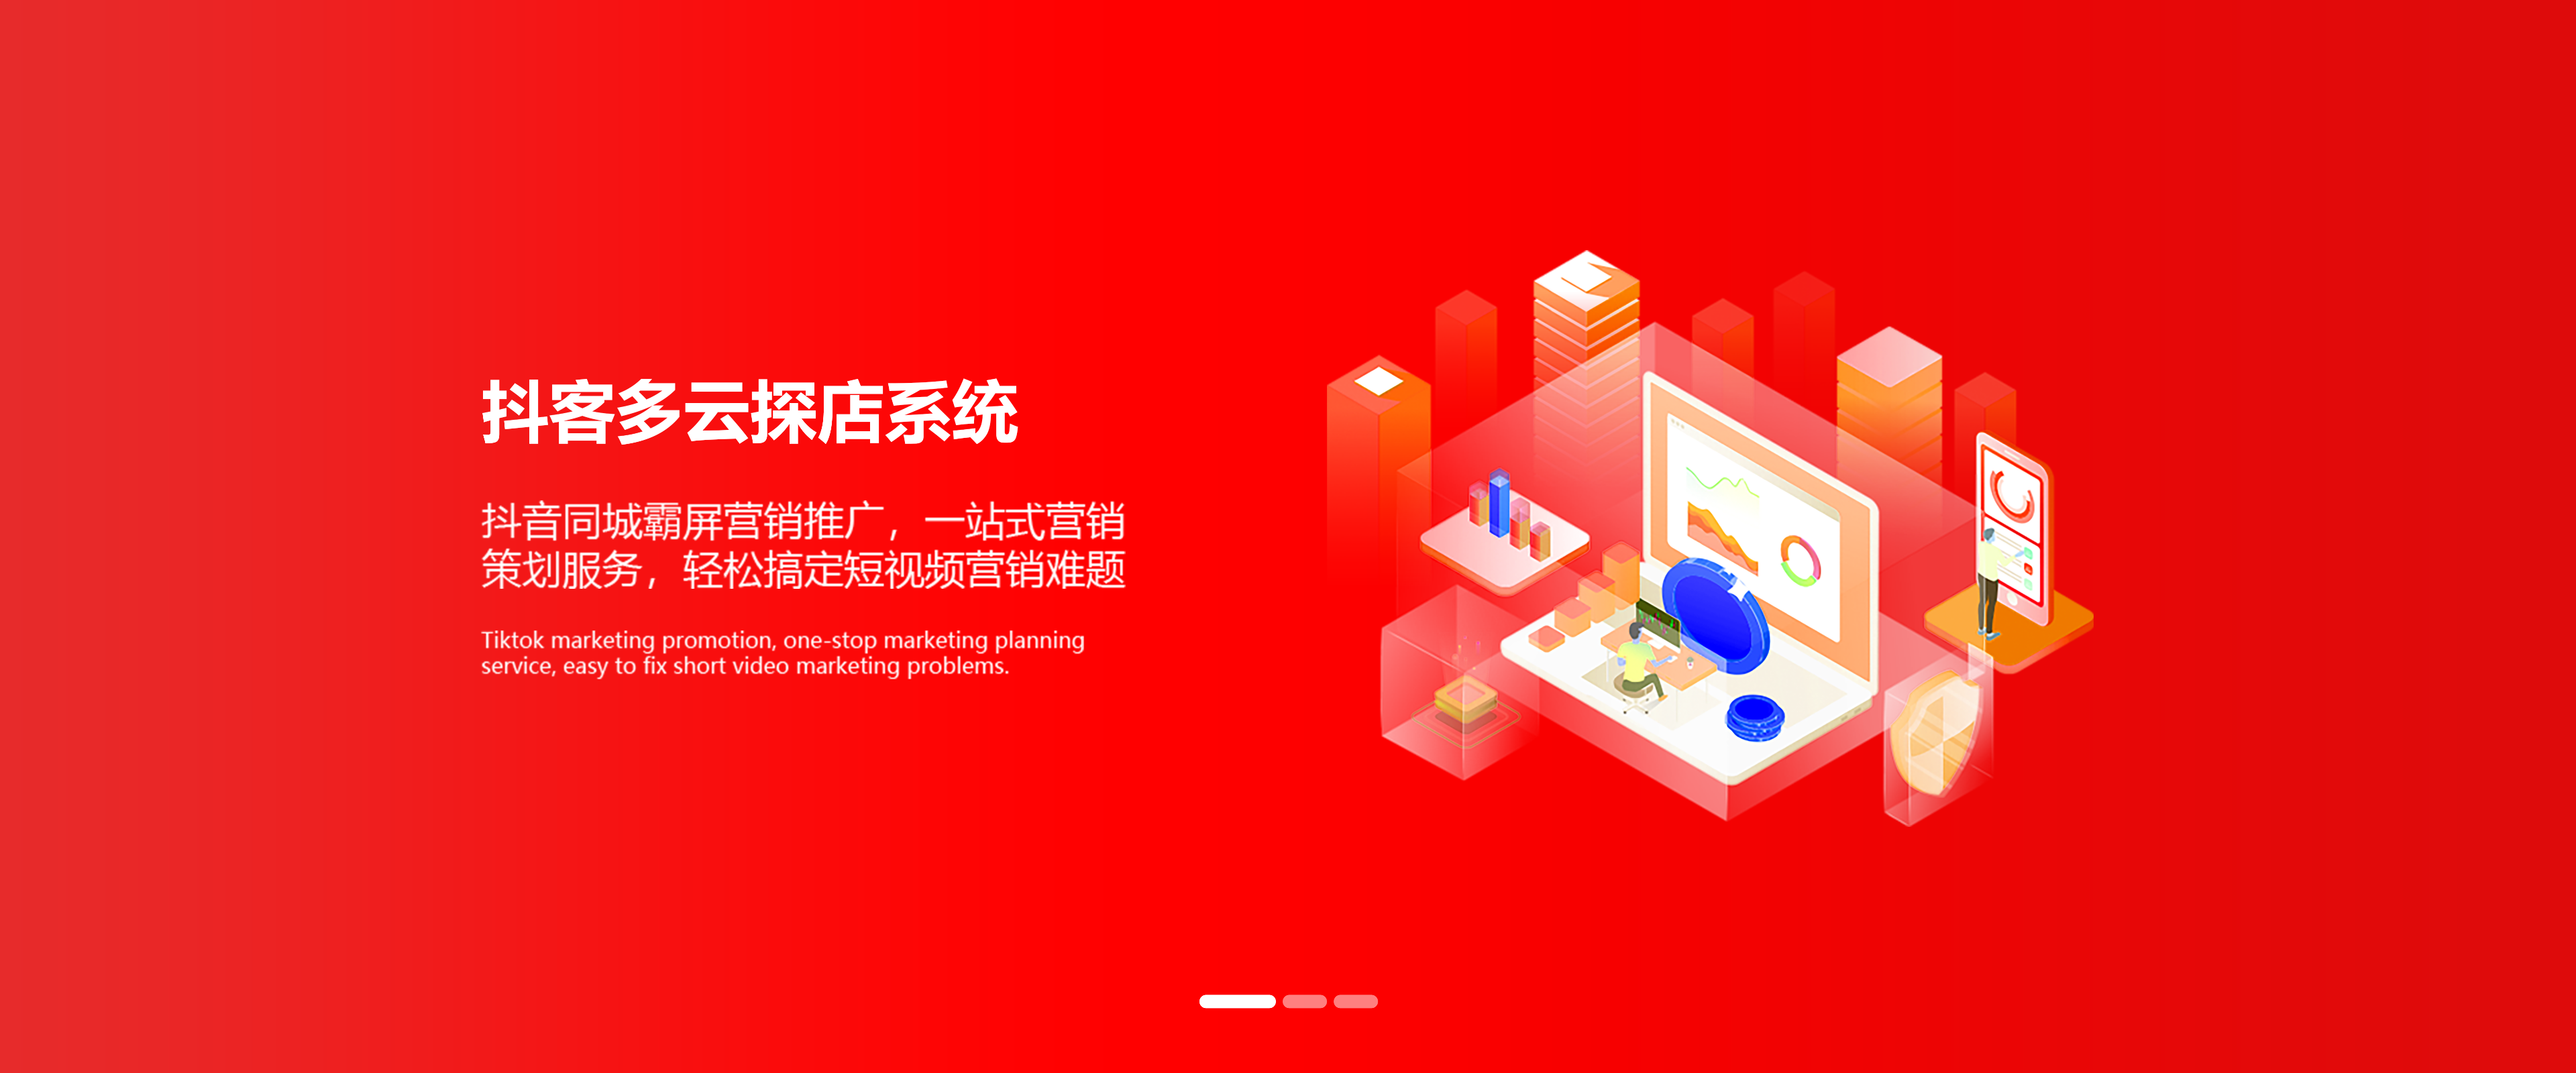 抖客多云探店系统
抖音同城霸屏营销推广，一站式营销
策划服务，轻松搞定短视频营销难题
Tiktok marketing promotion, one-stop marketing planning
service, easy to fix short video marketing problems.